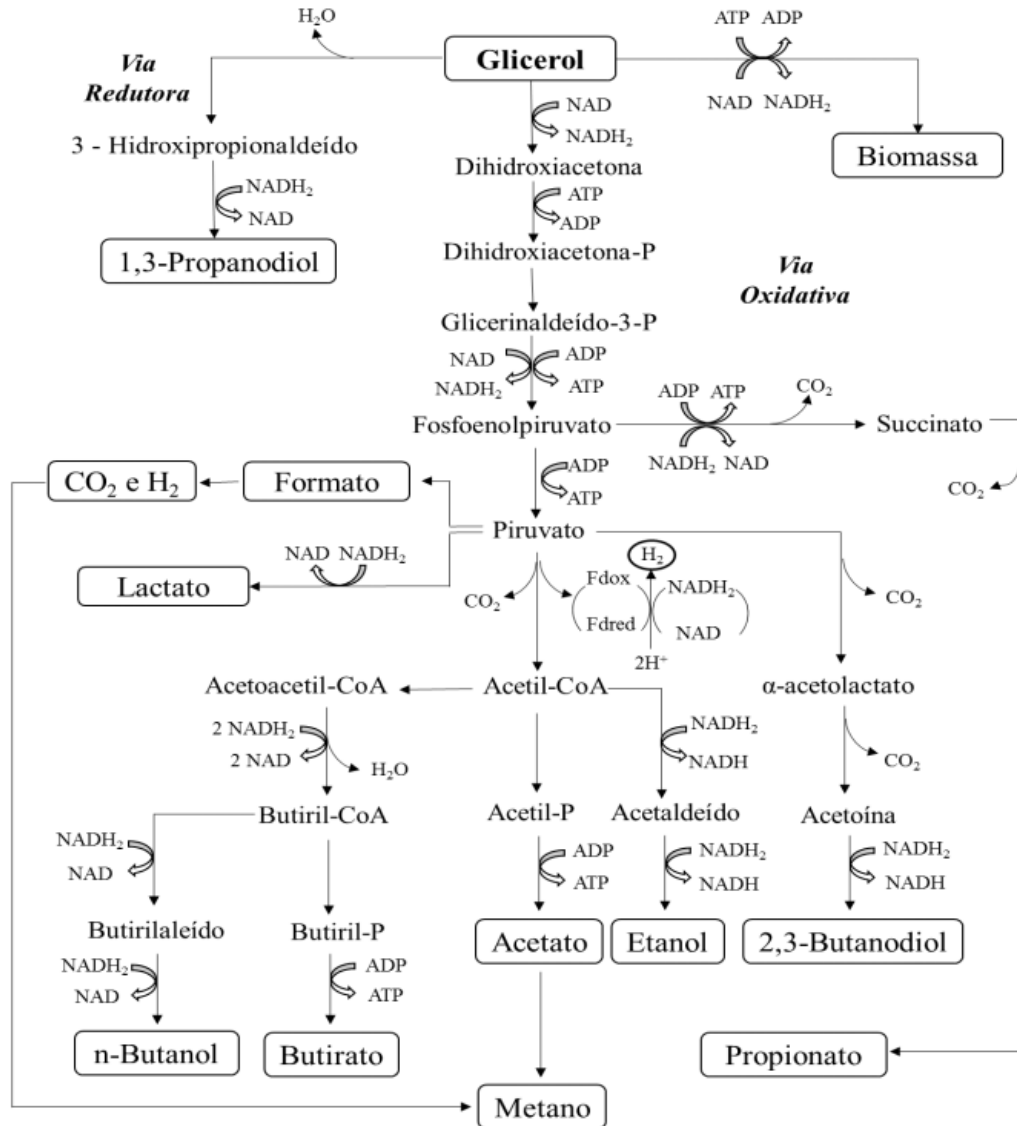 H₂O
ATP ADP
Glicerol
Via
Redutora
NAD NADH₂
NAD
NADH₂
3 - Hidroxipropionaldeído
Biomassa
Dihidroxiacetona
NADH₂
NAD
ATP
ADP
1,3-Propanodiol
Dihidroxiacetona-P
Via
Oxidativa
Glicerinaldeído-3-P
NAD
NADH₂
ADP
ATP
ADP ATP
CO₂
Fosfoenolpiruvato
Succinato
NADH₂ NAD
CO₂
CO₂ e H₂
Formato
ADP
ATP
Piruvato
NAD NADH₂
H₂
Lactato
CO₂
Fdox
NADH₂
Fdred
NAD
2H⁺
CO₂
Acetoacetil-CoA
Acetil-CoA
α-acetolactato
2 NADH₂
2 NAD
H₂O
NADH₂
NADH
CO₂
Butiril-CoA
Acetil-P
Acetaldeído
Acetoína
NADH₂
NAD
ADP
ATP
NADH₂
NADH
NADH₂
NADH
Butirilaleído
Butiril-P
Acetato
Etanol
2,3-Butanodiol
NADH₂
NAD
ADP
ATP
n-Butanol
Butirato
Propionato
Metano